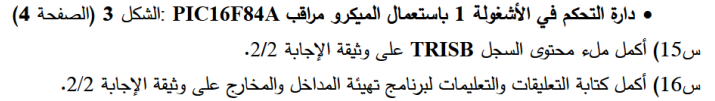 • دارة التحكم في الأشغولة 1 باستعمال الميكرو مراقب PIC16F84A :الشكل 3 (الصفحة 4)
س15) أكمل ملء محتوى السجل TRISB على وثيقة الإجابة 2/2.
س16) أكمل كتابة التعليقات والتعليمات لبرنامج تهيئة المداخل والمخارج على وثيقة الإجابة 2/2.